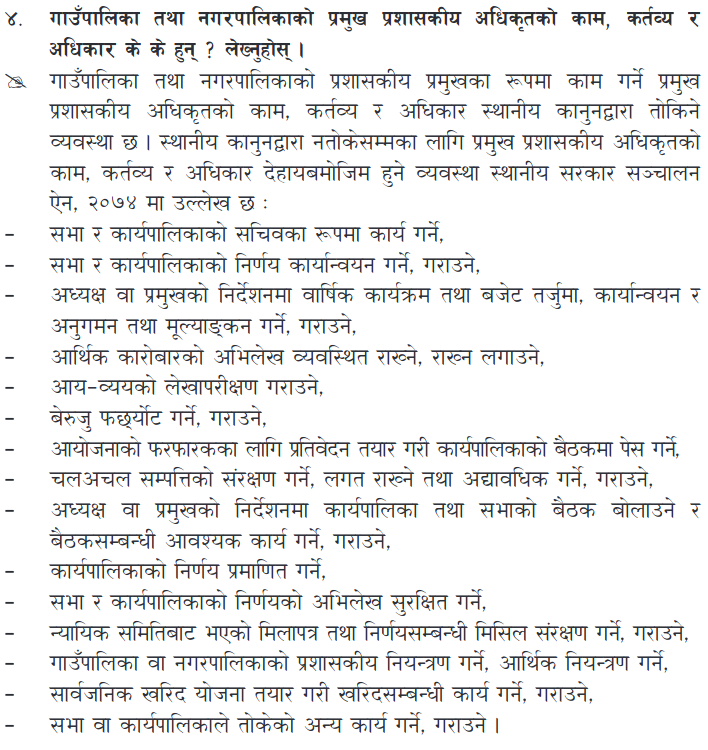 ४. गाउँपालिका तथा नगरपालिकाको प्रमुख प्रशासकीय अधिकृतको काम, कर्तव्य र
अधिकार के के हुन् ? लेख्नुहोस् ।
गाउँपालिका तथा नगरपालिकाको प्रशासकीय प्रमुखका रूपमा काम गर्ने प्रमुख
प्रशासकीय अधिकृतको काम, कर्तव्य र अधिकार स्थानीय कानुनद्वारा तोकिने
व्यवस्था छ । स्थानीय कानुनद्वारा नतोकेसम्मका लागि प्रमुख प्रशासकीय अधिकृतको
काम, कर्तव्य र अधिकार देहायबमोजिम हुने व्यवस्था स्थानीय सरकार सञ्चालन
ऐन, २०७४ मा उल्लेख छ :
– सभा र कार्यपालिकाको सचिवका रूपमा कार्य गर्ने,
– सभा र कार्यपालिकाको निर्णय कार्यान्वयन गर्ने, गराउने,
– अध्यक्ष वा प्रमुखको निर्देशनमा वार्षिक कार्यक्रम तथा बजेट तर्जुमा, कार्यान्वयन र
अनुगमन तथा मूल्याङ्कन गर्ने, गराउने,
– आर्थिक कारोबारको अभिलेख व्यवस्थित राख्ने, राख्न लगाउने,
– आय-व्ययको लेखापरीक्षण गराउने,
– बेरुजु फछ्र्योट गर्ने, गराउने,
– आयोजनाको फरफारकका लागि प्रतिवेदन तयार गरी कार्यपालिकाको बैठकमा पेस गर्ने,
– चलअचल सम्पत्तिको संरक्षण गर्ने, लगत राख्ने तथा अद्यावधिक गर्ने, गराउने,
– अध्यक्ष वा प्रमुखको निर्देशनमा कार्यपालिका तथा सभाको बैठक बोलाउने र
बैठकसम्बन्धी आवश्यक कार्य गर्ने, गराउने,
– कार्यपालिकाको निर्णय प्रमाणित गर्ने,
– सभा र कार्यपालिकाको निर्णयको अभिलेख सुरक्षित गर्ने,
– न्यायिक समितिबाट भएको मिलापत्र तथा निर्णयसम्बन्धी मिसिल संरक्षण गर्ने, गराउने,
– गाउँपालिका वा नगरपालिकाको प्रशासकीय नियन्त्रण गर्ने, आर्थिक नियन्त्रण गर्ने,
– सार्वजनिक खरिद योजना तयार गरी खरिदसम्बन्धी कार्य गर्ने, गराउने,
– सभा वा कार्यपालिकाले तोकेको अन्य कार्य गर्ने, गराउने ।